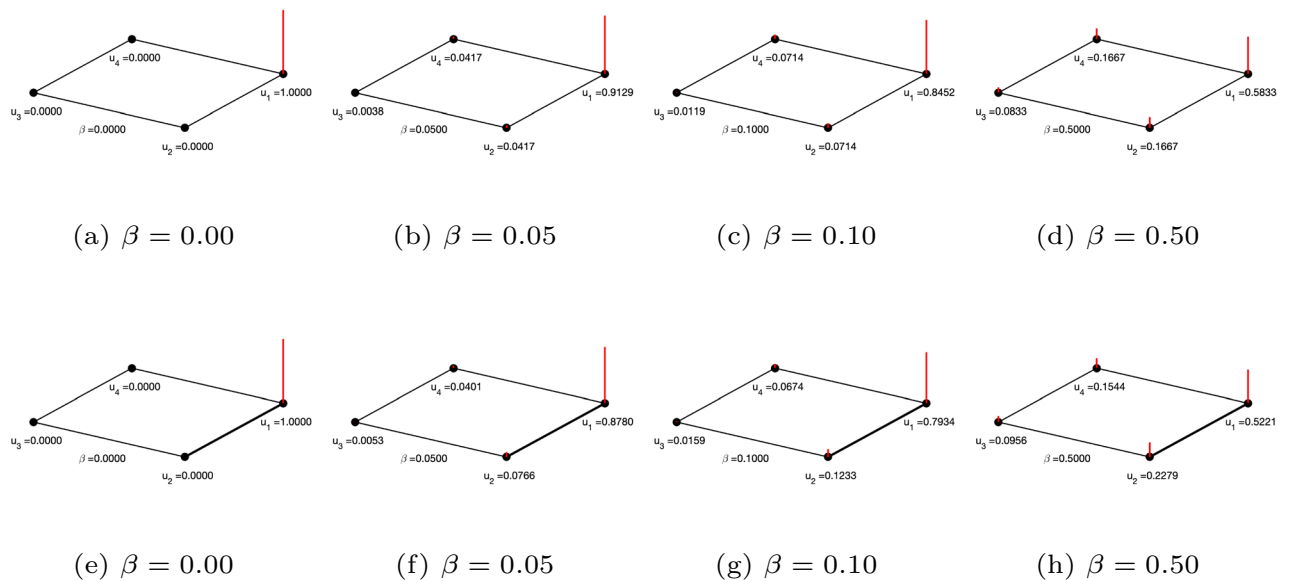 u4 =0.0000
u1 =1.0000
u3 =0.0000
β =0.0000
u2 =0.0000
(a) β = 0.00
u4 =0.0417
u1 =0.9129
u3 =0.0038
β =0.0500
u2 =0.0417
(b) β = 0.05
u4 =0.0714
u1 =0.8452
u3 =0.0119
β =0.1000
u2 =0.0714
(c) β = 0.10
u4 =0.1667
u1 =0.5833
u3 =0.0833
β =0.5000
u2 =0.1667
(d) β = 0.50
u4 =0.0000
u1 =1.0000
u3 =0.0000
β =0.0000
u2 =0.0000
(e) β = 0.00
u4 =0.0401
u1 =0.8780
u3 =0.0053
β =0.0500
u2 =0.0766
(f) β = 0.05
u4 =0.0674
u1 =0.7934
u3 =0.0159
β =0.1000
u2 =0.1233
(g) β = 0.10
u4 =0.1544
u1 =0.5221
u3 =0.0956
β =0.5000
u2 =0.2279
(h) β = 0.50